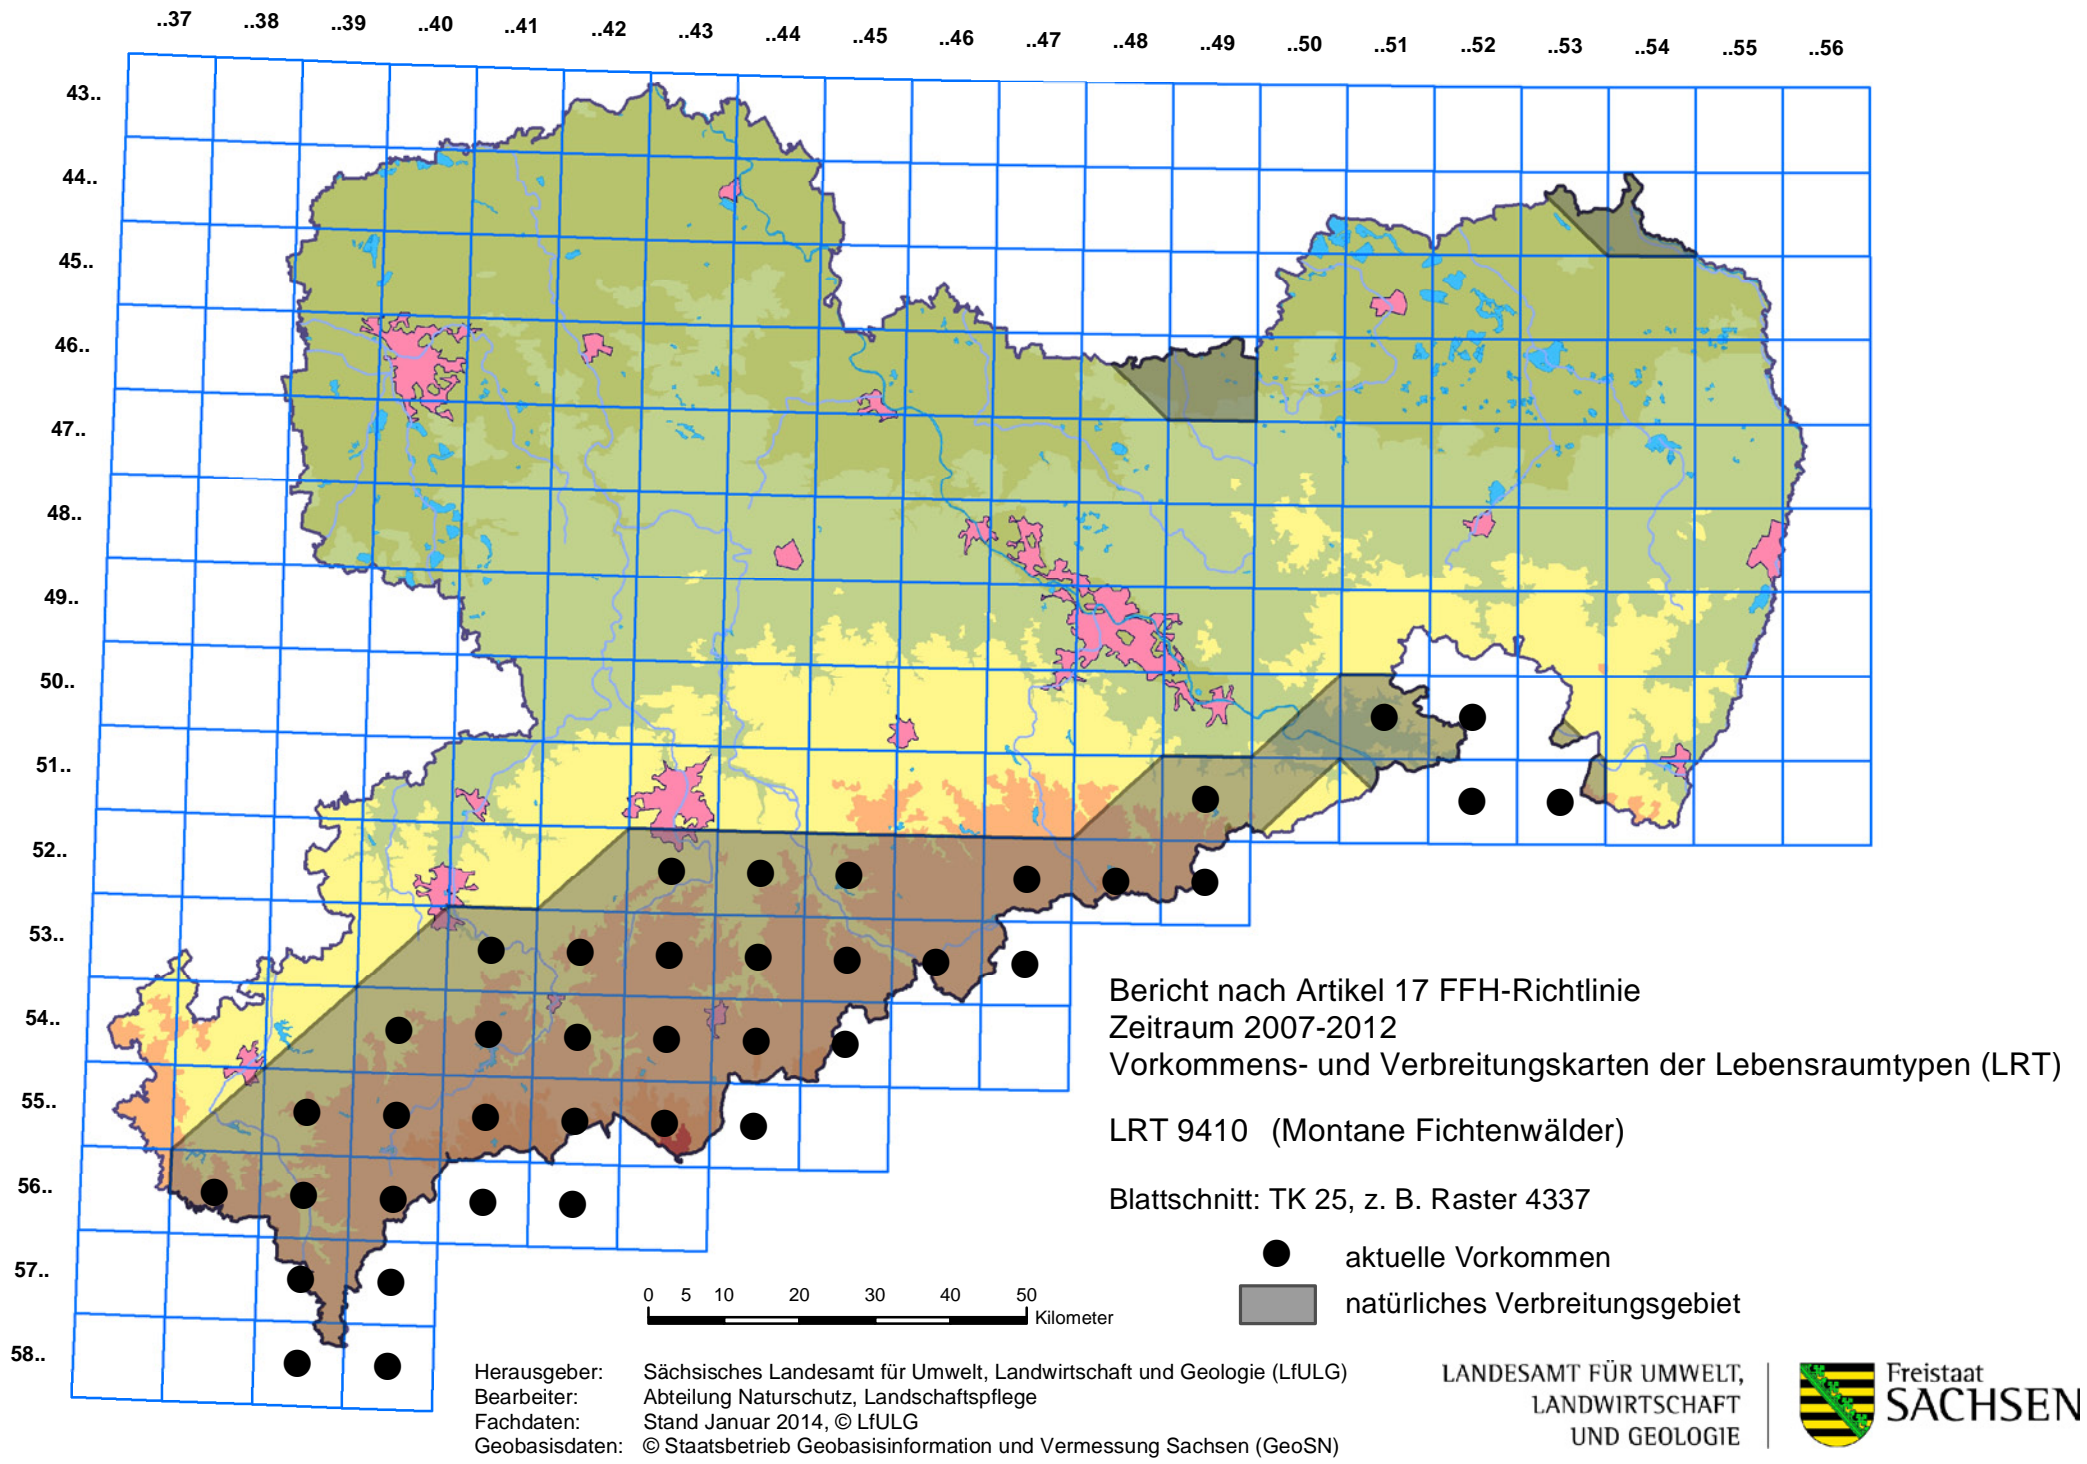 ..37 ..38 ..39 ..40 ..41 ..42 ..43 ..44 ..45 ..46 ..47 ..48 ..49 ..50 ..51 ..52 ..53 ..54 ..55 ..56
43..
44..
45..
46..
47..
48..
49..
50..
51..
52..
53..
54..
55..
56..
57..
58..
Bericht nach Artikel 17 FFH-Richtlinie
Zeitraum 2007-2012
Vorkommens- und Verbreitungskarten der Lebensraumtypen (LRT)
LRT 9410 (Montane Fichtenwälder)
Blattschnitt: TK 25, z. B. Raster 4337
aktuelle Vorkommen
natürliches Verbreitungsgebiet
0 5 10 20 30 40 50
Kilometer
Herausgeber: Sächsisches Landesamt für Umwelt, Landwirtschaft und Geologie (LfULG)
Bearbeiter: Abteilung Naturschutz, Landschaftspflege
Fachdaten: Stand Januar 2014, © LfULG
Geobasisdaten: © Staatsbetrieb Geobasisinformation und Vermessung Sachsen (GeoSN)
LANDESAMT FÜR UMWELT,
LANDWIRTSCHAFT
UND GEOLOGIE
Freistaat
SACHSEN